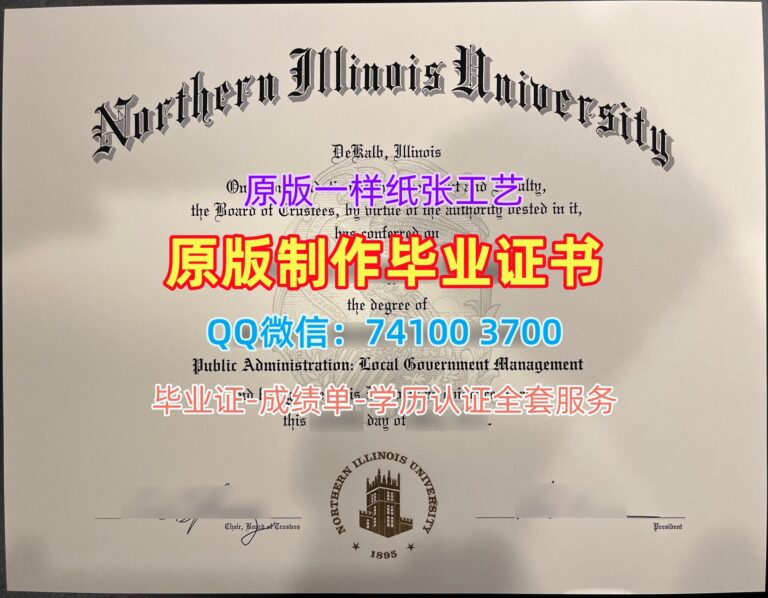 Northern Illinois University
DeKalb, Illinois
原版一样纸张工艺
On and Faculty,
the Board of Trustees, by virtue of the authority vested in it,
has conferred on
原版制作毕业证书
the degree of
QQ微信：74100 3700
Public Administration: Local Government Management
毕业证-成绩单-学历认证全套服务
this day of .
NORTHERN ILLINOIS UNIVERSITY
1895
Chair, Board of Trustees
President